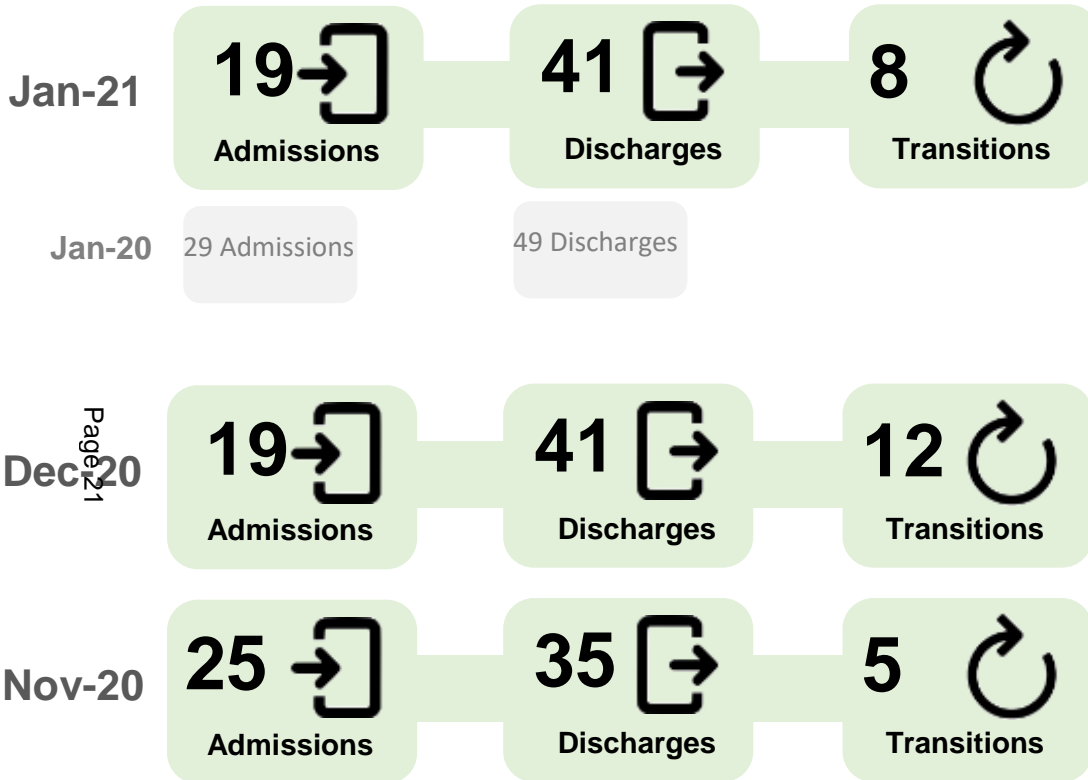 Jan-21
19
41
8
Admissions
Discharges
Transitions
Jan-20
29 Admissions
49 Discharges
Page 21
Dec-20
19
41
12
Admissions
Discharges
Transitions
Nov-20
25
35
5
Admissions
Discharges
Transitions